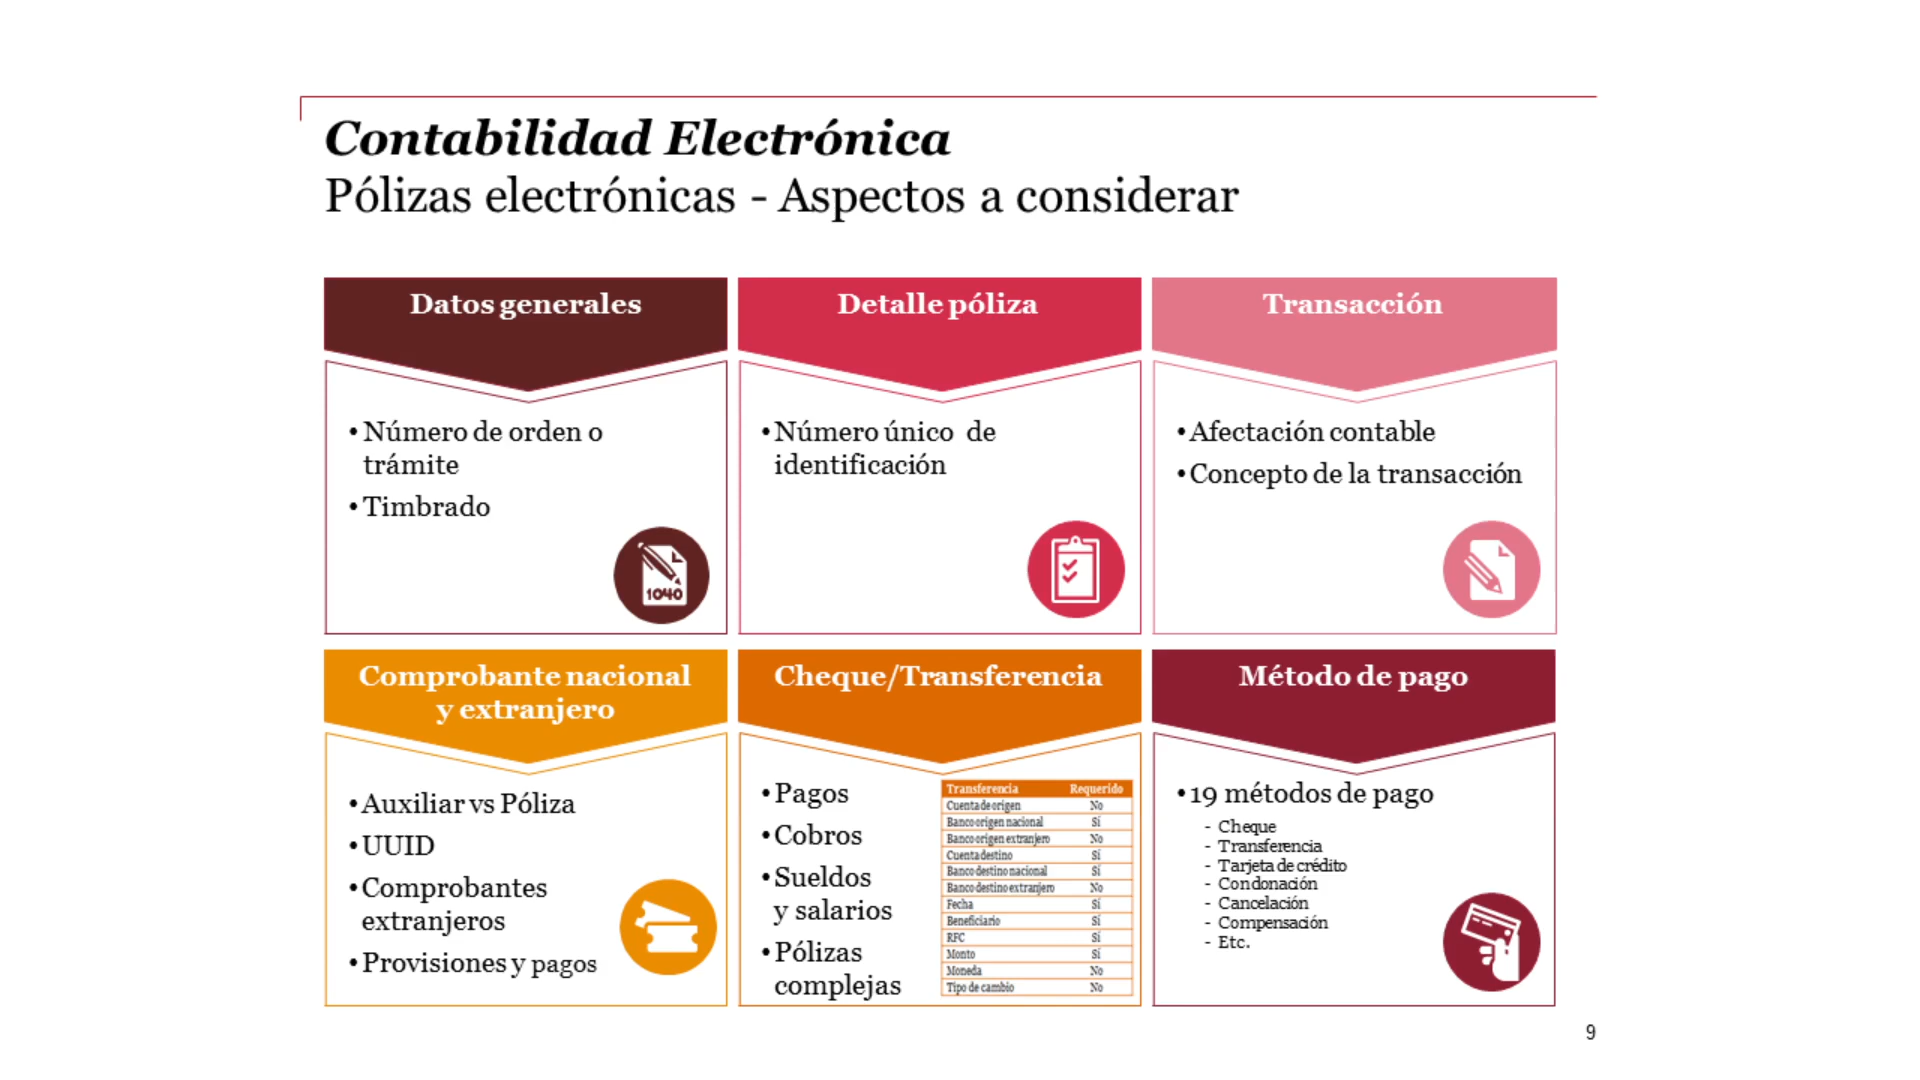 Contabilidad Electrónica
Pólizas electrónicas - Aspectos a considerar
Datos generales
• Número de orden o
trámite
• Timbrado
1040
Detalle póliza
• Número único de
identificación
Transacción
• Afectación contable
• Concepto de la transacción
Comprobante nacional
y extranjero
• Auxiliar vs Póliza
• UUID
• Comprobantes
extranjeros
• Provisiones y pagos
Cheque/Transferencia
• Pagos
• Cobros
• Sueldos
y salarios
• Pólizas
complejas
Transferencia Requerido
Cuenta de origen No
Banco origen nacional Sí
Banco origen extranjero No
Cuenta destino Sí
Banco destino nacional Sí
Banco destino extranjero No
Fecha Sí
Beneficiario Sí
RFC Sí
Monto Sí
Moneda No
Tipo de cambio No
Método de pago
• 19 métodos de pago
- Cheque
- Transferencia
- Tarjeta de crédito
- Condonación
- Cancelación
- Compensación
- Etc.
9